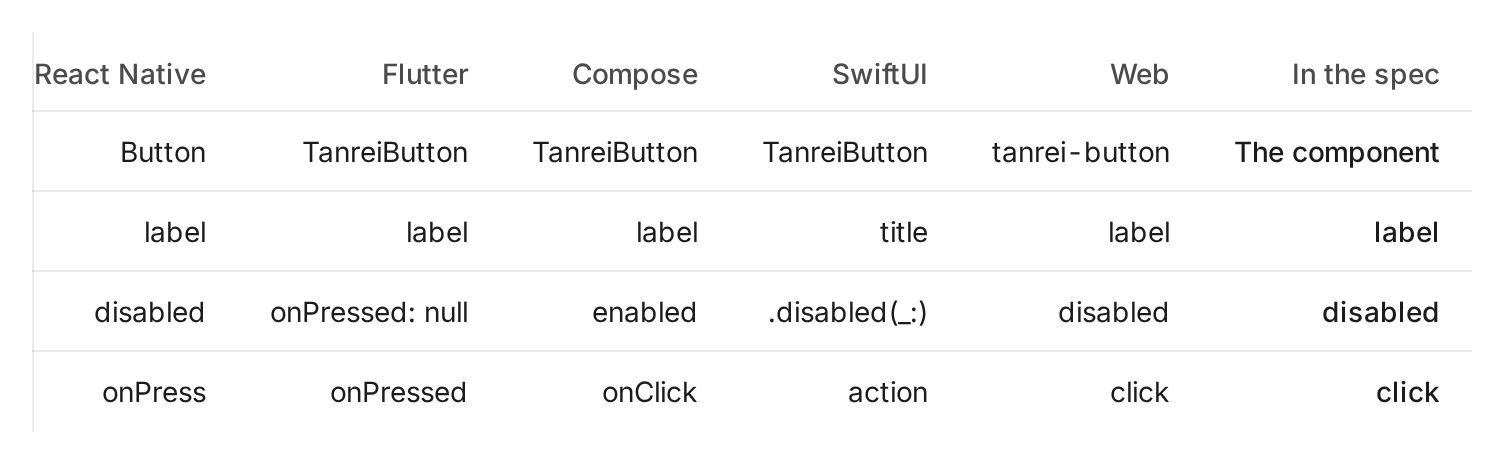 React Native Flutter Compose SwiftUI Web In the spec
Button TanreiButton TanreiButton TanreiButton tanrei-button The component
label label label title label label
disabled onPressed: null enabled .disabled(_:) disabled disabled
onPress onPressed onClick action click click